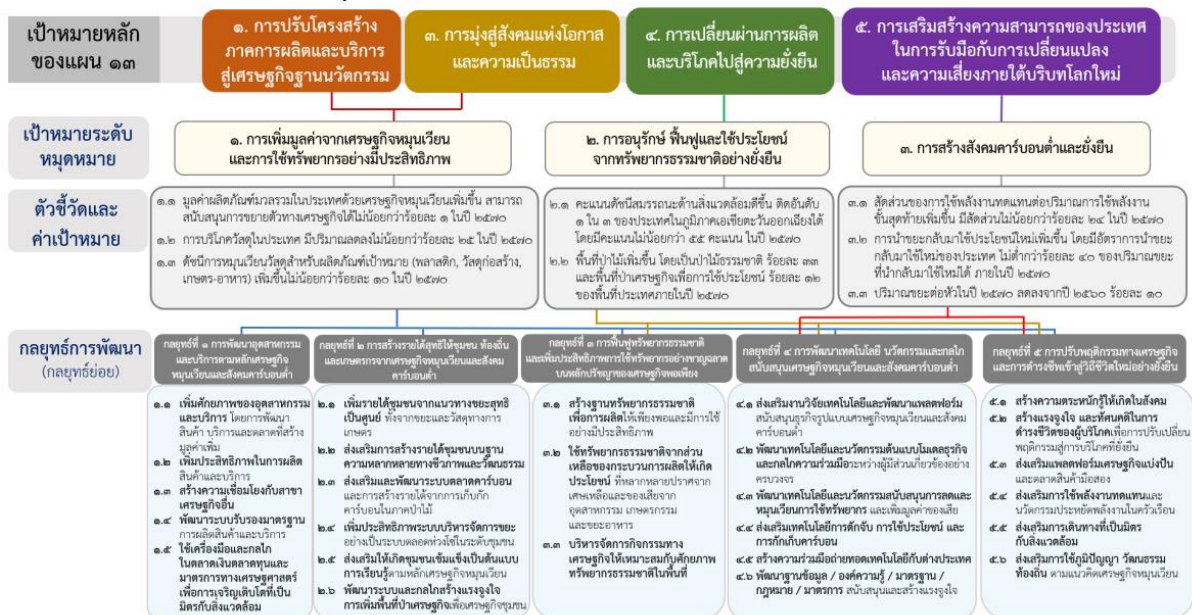 เป้าหมายหลัก
ของแผน ๑๓
๑. การปรับโครงสร้าง
ภาคการผลิตและบริการ
สู่เศรษฐกิจฐานนวัตกรรม
๓. การมุ่งสู่สังคมแห่งโอกาส
และความเป็นธรรม
๔. การเปลี่ยนผ่านการผลิต
และบริโภคไปสู่ความยั่งยืน
๕. การเสริมสร้างความสามารถของประเทศ
ในการรับมือกับการเปลี่ยนแปลง
และความเสี่ยงภายใต้บริบทโลกใหม่
เป้าหมายระดับ
หมุดหมาย
๑. การเพิ่มมูลค่าจากเศรษฐกิจหมุนเวียน
และการใช้ทรัพยากรอย่างมีประสิทธิภาพ
๒. การอนุรักษ์ ฟื้นฟูและใช้ประโยชน์
จากทรัพยากรธรรมชาติอย่างยั่งยืน
๓. การสร้างสังคมคาร์บอนต่ำและยั่งยืน
ตัวชี้วัดและ
ค่าเป้าหมาย
๑.๑ มูลค่าผลิตภัณฑ์มวลรวมในประเทศด้วยเศรษฐกิจหมุนเวียนเพิ่มขึ้น สามารถ
สนับสนุนการขยายตัวทางเศรษฐกิจได้ไม่น้อยกว่าร้อยละ ๑ ในปี ๒๕๗๐
๑.๒ การบริโภควัสดุในประเทศ มีปริมาณลดลงไม่น้อยกว่าร้อยละ ๒๕ ในปี ๒๕๗๐
๑.๓ ดัชนีการหมุนเวียนวัสดุสำหรับผลิตภัณฑ์เป้าหมาย (พลาสติก, วัสดุก่อสร้าง,
เกษตร-อาหาร) เพิ่มขึ้นไม่น้อยกว่าร้อยละ ๑๐ ในปี ๒๕๗๐
๒.๑ คะแนนดัชนีสมรรถนะด้านสิ่งแวดล้อมดีขึ้น ติดอันดับ
๑ ใน ๓ ของประเทศในภูมิภาคเอเชียตะวันออกเฉียงใต้
โดยมีคะแนนไม่น้อยกว่า ๕๕ คะแนน ในปี ๒๕๗๐
๒.๒ พื้นที่ป่าไม้เพิ่มขึ้น โดยเป็นป่าไม้ธรรมชาติ ร้อยละ ๓๓
และพื้นที่ป่าเศรษฐกิจเพื่อการใช้ประโยชน์ ร้อยละ ๑๒
ของพื้นที่ประเทศภายในปี ๒๕๗๐
๓.๑ สัดส่วนของการใช้พลังงานทดแทนต่อปริมาณการใช้พลังงาน
ขั้นสุดท้ายเพิ่มขึ้น มีสัดส่วนไม่น้อยกว่าร้อยละ ๒๔ ในปี ๒๕๗๐
๓.๒ การนำขยะกลับมาใช้ประโยชน์ใหม่เพิ่มขึ้น โดยมีอัตราการนำขยะ
กลับมาใช้ใหม่ของประเทศ ไม่ต่ำกว่าร้อยละ ๔๐ ของปริมาณขยะ
ที่นำกลับมาใช้ใหม่ได้ ภายในปี ๒๕๗๐
๓.๓ ปริมาณขยะต่อหัวในปี ๒๕๗๐ ลดลงจากปี ๒๕๖๐ ร้อยละ ๑๐
กลยุทธ์การพัฒนา
(กลยุทธ์ย่อย)
กลยุทธ์ที่ ๑ การพัฒนาอุตสาหกรรม
และบริการตามหลักเศรษฐกิจ
หมุนเวียนและสังคมคาร์บอนต่ำ
๑.๑ เพิ่มศักยภาพของอุตสาหกรรม
และบริการ โดยการพัฒนา
สินค้า บริการและตลาดที่สร้าง
มูลค่าเพิ่ม
๑.๒ เพิ่มประสิทธิภาพในการผลิต
สินค้าและบริการ
๑.๓ สร้างความเชื่อมโยงกับสาขา
เศรษฐกิจอื่น
๑.๔ พัฒนาระบบรับรองมาตรฐาน
การผลิตสินค้าและบริการ
๑.๕ ใช้เครื่องมือและกลไก
ในตลาดเงินตลาดทุนและ
มาตรการทางเศรษฐศาสตร์
เพื่อการเจริญเติบโตที่เป็น
มิตรกับสิ่งแวดล้อม
กลยุทธ์ที่ ๒ การสร้างรายได้สุทธิให้ชุมชน ท้องถิ่น
และเกษตรกรจากเศรษฐกิจหมุนเวียนและสังคม
คาร์บอนต่ำ
๒.๑ เพิ่มรายได้ชุมชนจากแนวทางขยะสุทธิ
เป็นศูนย์ ทั้งจากขยะและวัสดุทางการ
เกษตร
๒.๒ ส่งเสริมการสร้างรายได้ชุมชนบนฐาน
ความหลากหลายทางชีวภาพและวัฒนธรรม
๒.๓ ส่งเสริมและพัฒนาระบบตลาดคาร์บอน
และการสร้างรายได้จากการเก็บกัก
คาร์บอนในภาคป่าไม้
๒.๔ เพิ่มประสิทธิภาพระบบบริหารจัดการขยะ
อย่างเป็นระบบตลอดห่วงโซ่ในระดับชุมชน
๒.๕ ส่งเสริมให้เกิดชุมชนเข้มแข็งเป็นต้นแบบ
การเรียนรู้ตามหลักเศรษฐกิจหมุนเวียน
๒.๖ พัฒนาระบบและกลไกสร้างแรงจูงใจ
การเพิ่มพื้นที่ป่าเศรษฐกิจเพื่อเศรษฐกิจชุมชน
กลยุทธ์ที่ ๓ การฟื้นฟูทรัพยากรธรรมชาติ
และเพิ่มประสิทธิภาพการใช้ทรัพยากรอย่างชาญฉลาด
บนหลักปรัชญาของเศรษฐกิจพอเพียง
๓.๑ สร้างฐานทรัพยากรธรรมชาติ
เพื่อการผลิตให้เพียงพอและมีการใช้
อย่างมีประสิทธิภาพ
๓.๒ ใช้ทรัพยากรธรรมชาติจากส่วน
เหลือของกระบวนการผลิตให้เกิด
ประโยชน์ ที่หลากหลายปราศจาก
เศษเหลือและของเสียจาก
อุตสาหกรรม เกษตรกรรม
และขยะอาหาร
๓.๓ บริหารจัดการกิจกรรมทาง
เศรษฐกิจให้เหมาะสมกับศักยภาพ
ทรัพยากรธรรมชาติในพื้นที่
กลยุทธ์ที่ ๔ การพัฒนาเทคโนโลยี นวัตกรรมและกลไก
สนับสนุนเศรษฐกิจหมุนเวียนและสังคมคาร์บอนต่ำ
๔.๑ ส่งเสริมงานวิจัยเทคโนโลยีและพัฒนาแพลตฟอร์ม
สนับสนุนธุรกิจรูปแบบเศรษฐกิจหมุนเวียนและสังคม
คาร์บอนต่ำ
๔.๒ พัฒนาเทคโนโลยีและนวัตกรรมต้นแบบโมเดลธุรกิจ
และกลไกความร่วมมือระหว่างผู้มีส่วนเกี่ยวข้องอย่าง
ครบวงจร
๔.๓ พัฒนาเทคโนโลยีและนวัตกรรมสนับสนุนการลดและ
หมุนเวียนการใช้ทรัพยากร และเพิ่มมูลค่าของเสีย
๔.๔ ส่งเสริมเทคโนโลยีการดักจับ การใช้ประโยชน์ และ
การกักเก็บคาร์บอน
๔.๕ สร้างความร่วมมือถ่ายทอดเทคโนโลยีกับต่างประเทศ
๔.๖ พัฒนาฐานข้อมูล / องค์ความรู้ / มาตรฐาน /
กฎหมาย / มาตรการ สนับสนุนและสร้างแรงจูงใจ
กลยุทธ์ที่ ๕ การปรับพฤติกรรมทางเศรษฐกิจ
และการดำรงชีพเข้าสู่วิถีชีวิตใหม่อย่างยั่งยืน
๕.๑ สร้างความตระหนักรู้ให้เกิดในสังคม
๕.๒ สร้างแรงจูงใจ และทัศนคติในการ
ดำรงชีวิตของผู้บริโภคเพื่อการปรับเปลี่ยน
พฤติกรรมสู่การบริโภคที่ยั่งยืน
๕.๓ ส่งเสริมแพลตฟอร์มเศรษฐกิจแบ่งปัน
และตลาดสินค้ามือสอง
๕.๔ ส่งเสริมการใช้พลังงานทดแทนและ
นวัตกรรมประหยัดพลังงานในครัวเรือน
๕.๕ ส่งเสริมการเดินทางที่เป็นมิตร
กับสิ่งแวดล้อม
๕.๖ ส่งเสริมการใช้ภูมิปัญญา วัฒนธรรม
ท้องถิ่น ตามแนวคิดเศรษฐกิจหมุนเวียน